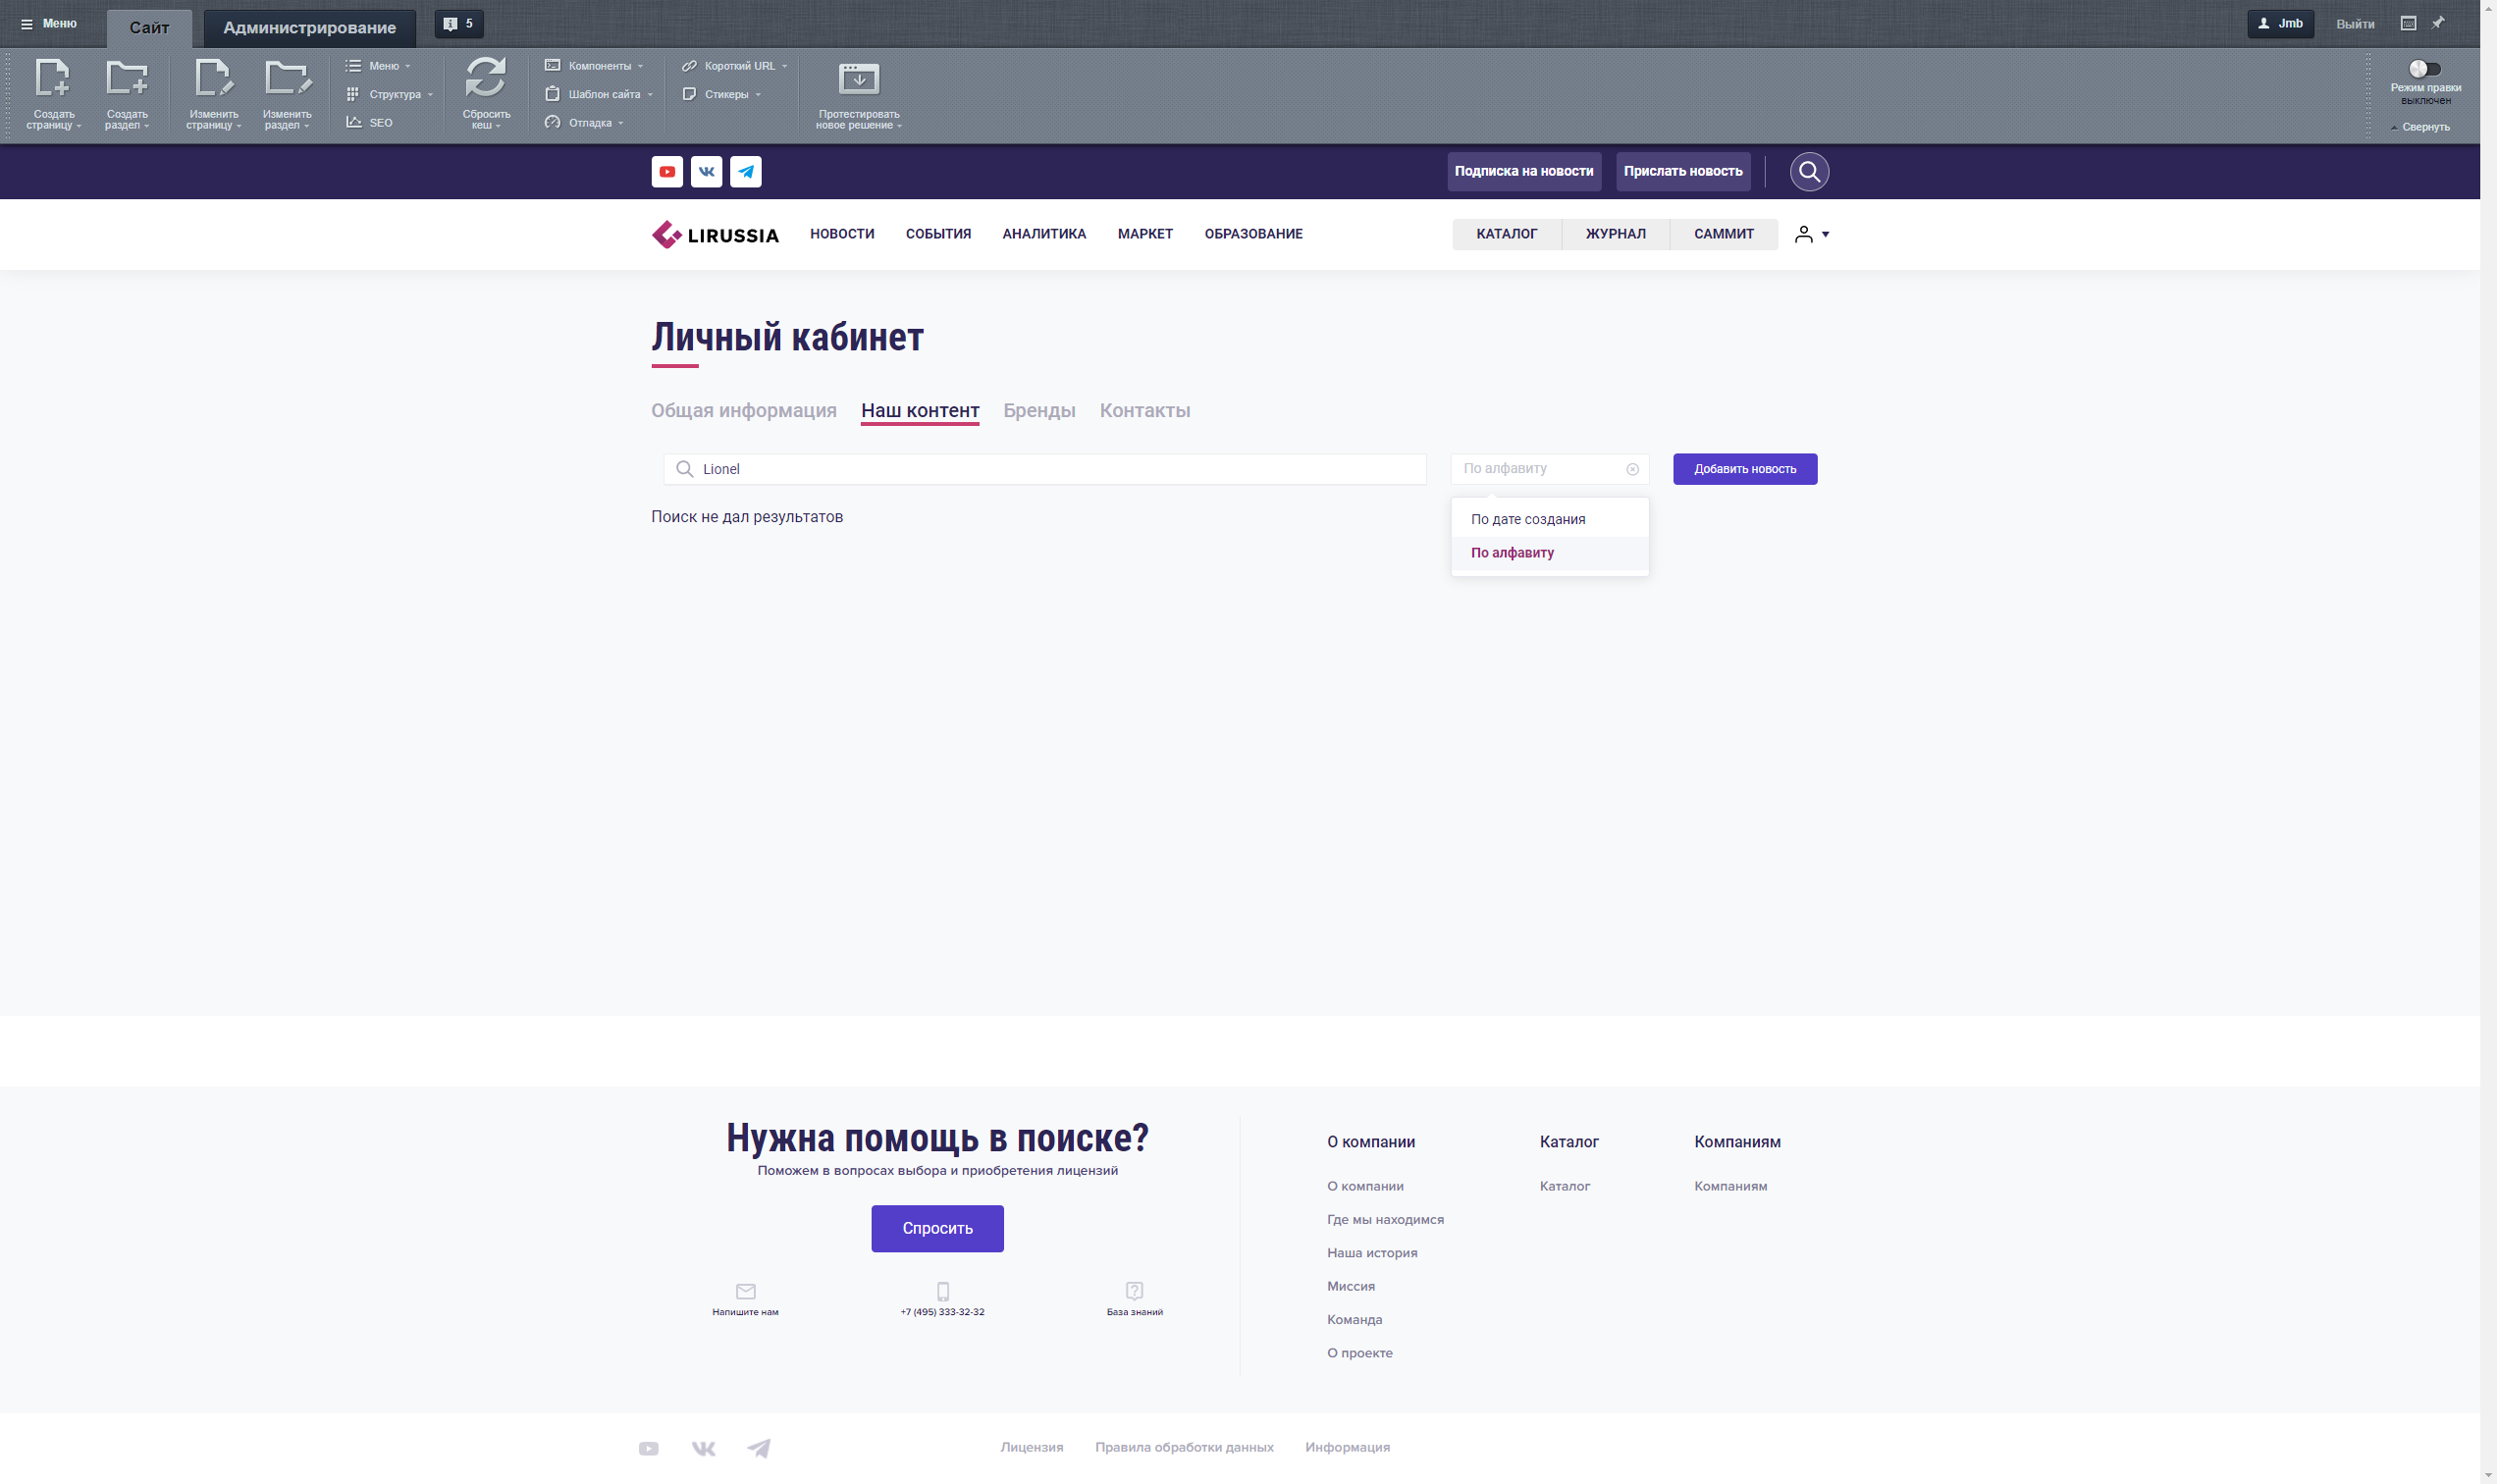 Меню
Сайт
Администрирование
5
Jmb
Выйти
Создать страницу
Создать раздел
Изменить страницу
Изменить раздел
Меню
Структура
SEO
Сбросить кеш
Компоненты
Шаблон сайта
Отладка
Короткий URL
Стикеры
Протестировать новое решение
Режим правки
выключен
Свернуть
Подписка на новости
Прислать новость
LIRUSSIA
НОВОСТИ
СОБЫТИЯ
АНАЛИТИКА
МАРКЕТ
ОБРАЗОВАНИЕ
КАТАЛОГ
ЖУРНАЛ
САММИТ
Личный кабинет
Общая информация
Наш контент
Бренды
Контакты
Lionel
По алфавиту
Добавить новость
Поиск не дал результатов
По дате создания
По алфавиту
Нужна помощь в поиске?
Поможем в вопросах выбора и приобретения лицензий
Спросить
Напишите нам
+7 (495) 333-32-32
База знаний
О компании
О компании
Где мы находимся
Наша история
Миссия
Команда
О проекте
Каталог
Каталог
Компаниям
Компаниям
Лицензия
Правила обработки данных
Информация